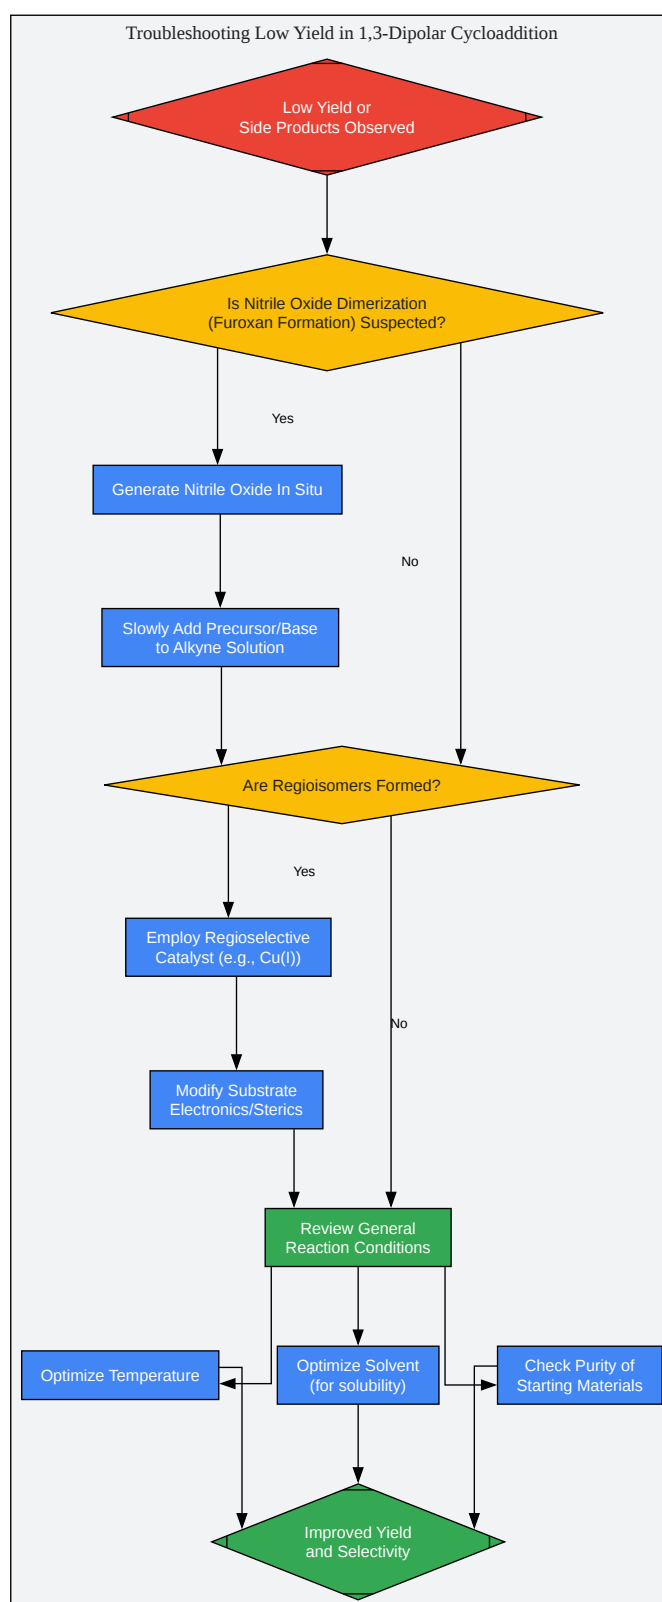 Troubleshooting Low Yield in 1,3-Dipolar Cycloaddition
Low Yield or
Side Products Observed
Is Nitrile Oxide Dimerization
(Furoxan Formation) Suspected?
Yes
Generate Nitrile Oxide In Situ
No
Slowly Add Precursor/Base
to Alkyne Solution
Are Regioisomers Formed?
Yes
Employ Regioselective
Catalyst (e.g., Cu(I))
No
Modify Substrate
Electronics/Sterics
Review General
Reaction Conditions
Optimize Temperature
Optimize Solvent
(for solubility)
Check Purity of
Starting Materials
Improved Yield
and Selectivity